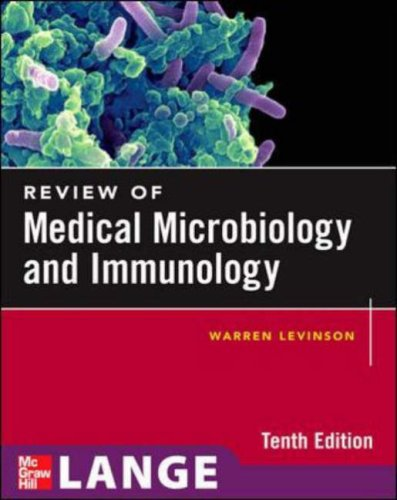 REVIEW OF
Medical Microbiology
and Immunology
WARREN LEVINSON
Tenth Edition
Mc
Graw
Hill
LANGE